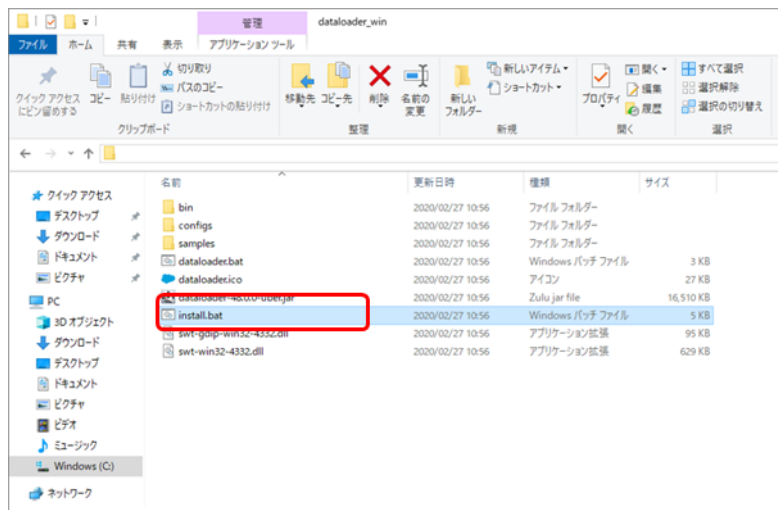 管理
dataloader_win
ファイル ホーム 共有 表示 アプリケーション ツール
クイック アクセスにピン留めする
コピー
貼り付け
切り取り
パスのコピー
ショートカットの貼り付け
クリップボード
移動先 コピー先 削除 名前の変更
整理
新しいフォルダー
新しいアイテム
ショートカット
新規
プロパティ
開く
編集
履歴
開く
すべて選択
選択解除
選択の切り替え
選択
名前 更新日時 種類 サイズ
クイック アクセス
デスクトップ
ダウンロード
ドキュメント
ピクチャ
PC
3D オブジェクト
ダウンロード
デスクトップ
ドキュメント
ピクチャ
ビデオ
ミュージック
Windows (C:)
ネットワーク
bin 2020/02/27 10:56 ファイル フォルダー
configs 2020/02/27 10:56 ファイル フォルダー
samples 2020/02/27 10:56 ファイル フォルダー
dataloader.bat 2020/02/27 10:56 Windows バッチ ファイル 3 KB
dataloader.ico 2020/02/27 10:56 アイコン 27 KB
dataloader-48.0.0-uber.jar 2020/02/27 10:56 Zulu jar file 16,510 KB
install.bat 2020/02/27 10:56 Windows バッチ ファイル 5 KB
swt-gdip-win32-4332.dll 2020/02/27 10:56 アプリケーション拡張 95 KB
swt-win32-4332.dll 2020/02/27 10:56 アプリケーション拡張 629 KB